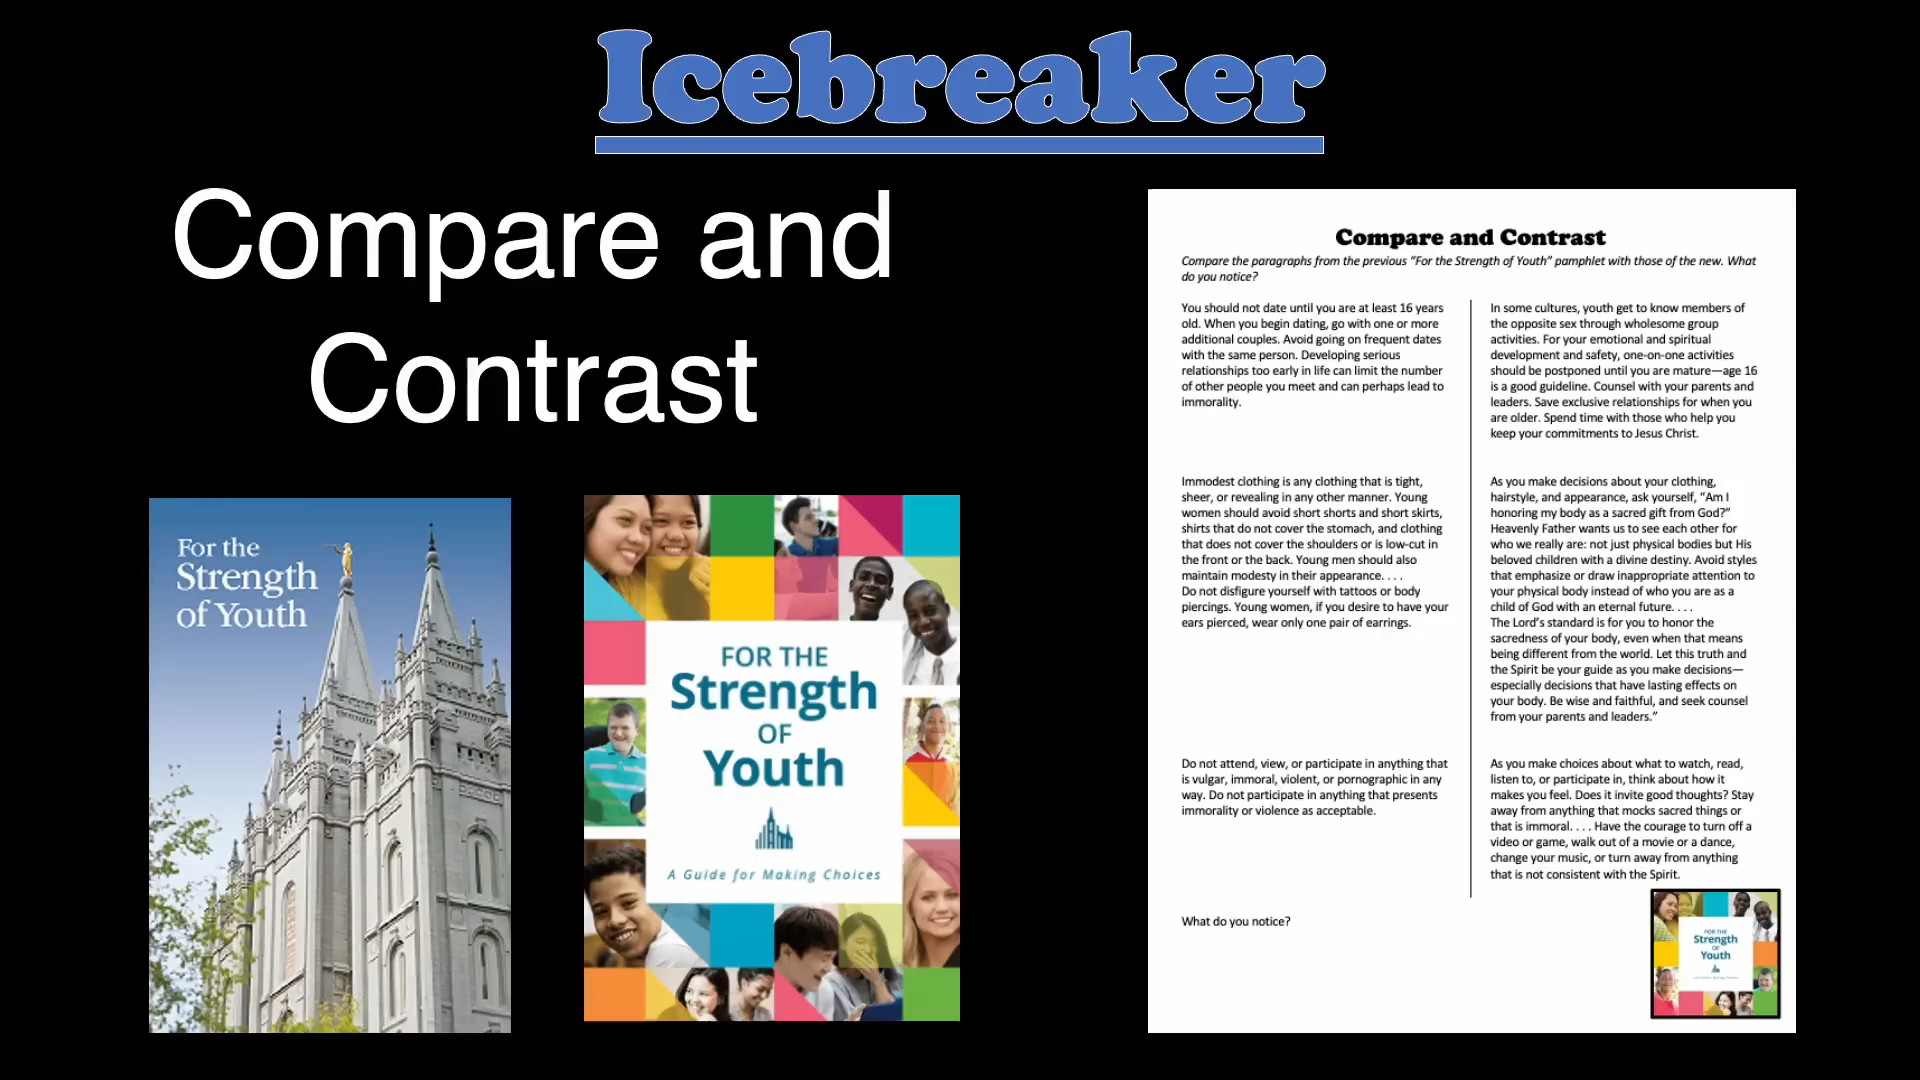 Icebreaker
Compare and
Contrast
For the
Strength
of Youth
FOR THE
Strength
OF
Youth
A Guide for Making Choices
Compare and Contrast
Compare the paragraphs from the previous “For the Strength of Youth” pamphlet with those of the new. What
do you notice?
You should not date until you are at least 16 years
old. When you begin dating, go with one or more
additional couples. Avoid going on frequent dates
with the same person. Developing serious
relationships too early in life can limit the number
of other people you meet and can perhaps lead to
immorality.
In some cultures, youth get to know members of
the opposite sex through wholesome group
activities. For your emotional and spiritual
development and safety, one-on-one activities
should be postponed until you are mature—age 16
is a good guideline. Counsel with your parents and
leaders. Save exclusive relationships for when you
are older. Spend time with those who help you
keep your commitments to Jesus Christ.
Immodest clothing is any clothing that is tight,
sheer, or revealing in any other manner. Young
women should avoid short shorts and short skirts,
shirts that do not cover the stomach, and clothing
that does not cover the shoulders or is low-cut in
the front or the back. Young men should also
maintain modesty in their appearance. . . .
Do not disfigure yourself with tattoos or body
piercings. Young women, if you desire to have your
ears pierced, wear only one pair of earrings.
As you make decisions about your clothing,
hairstyle, and appearance, ask yourself, “Am I
honoring my body as a sacred gift from God?”
Heavenly Father wants us to see each other for
who we really are: not just physical bodies but His
beloved children with a divine destiny. Avoid styles
that emphasize or draw inappropriate attention to
your physical body instead of who you are as a
child of God with an eternal future. . . .
The Lord’s standard is for you to honor the
sacredness of your body, even when that means
being different from the world. Let this truth and
the Spirit be your guide as you make decisions—
especially decisions that have lasting effects on
your body. Be wise and faithful, and seek counsel
from your parents and leaders.”
Do not attend, view, or participate in anything that
is vulgar, immoral, violent, or pornographic in any
way. Do not participate in anything that presents
immorality or violence as acceptable.
As you make choices about what to watch, read,
listen to, or participate in, think about how it
makes you feel. Does it invite good thoughts? Stay
away from anything that mocks sacred things or
that is immoral. . . . Have the courage to turn off a
video or game, walk out of a movie or a dance,
change your music, or turn away from anything
that is not consistent with the Spirit.
What do you notice?
FOR THE
Strength
OF
Youth